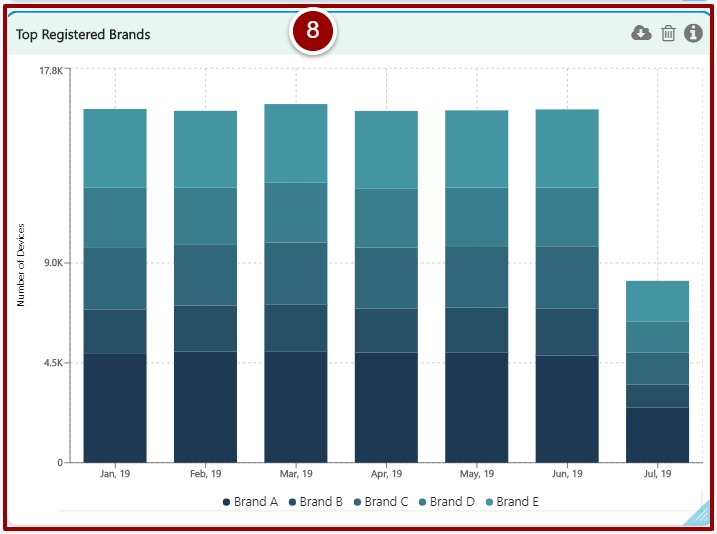 8
Top Registered Brands
17.8K
9.0K
4.5K
0
Number of Devices
Jan, 19 Feb, 19 Mar, 19 Apr, 19 May, 19 Jun, 19 Jul, 19
Brand A Brand B Brand C Brand D Brand E